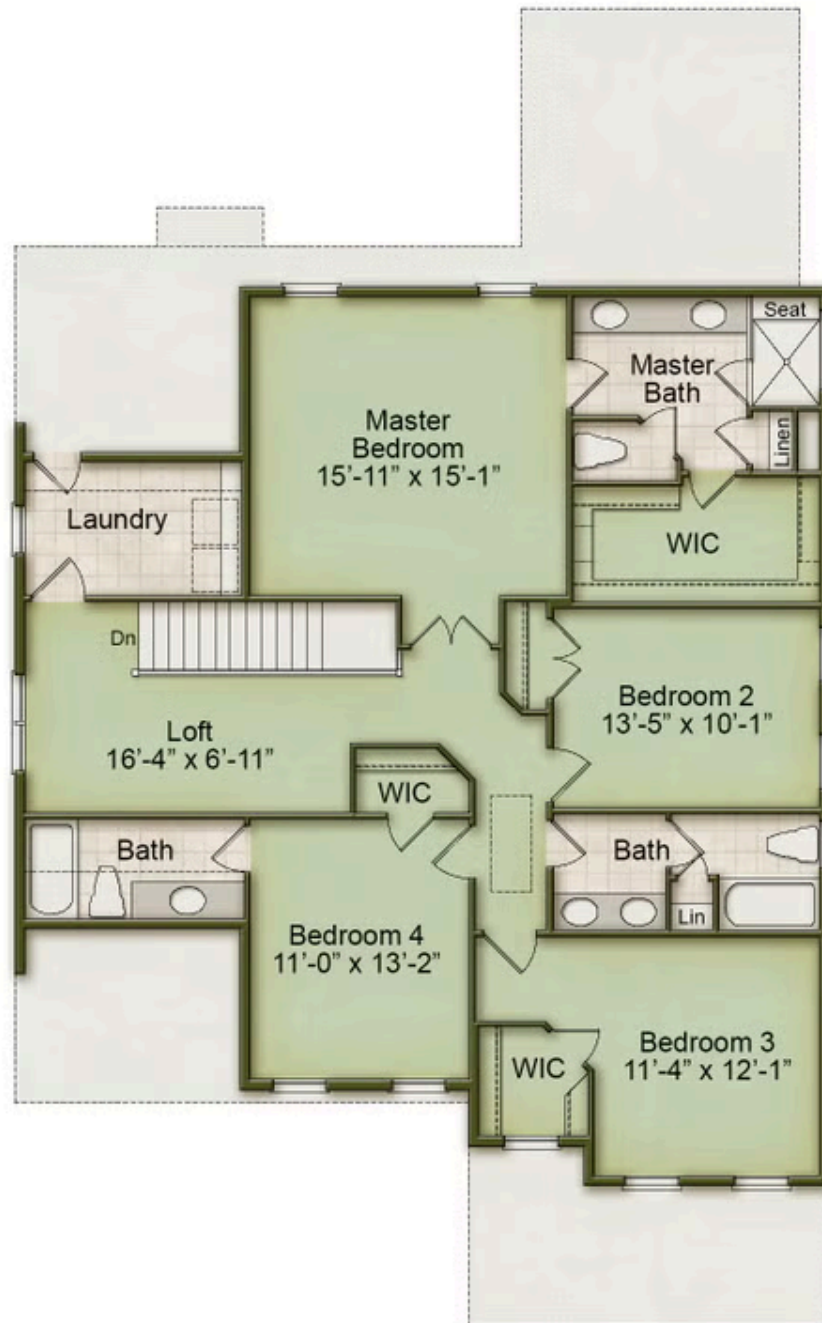 Seat
Master
Bath
Linen
Master
Bedroom
15’-11” x 15’-1”
Laundry
WIC
Dn
Bedroom 2
13’-5” x 10’-1”
Loft
16’-4” x 6’-11”
WIC
Bath
Bath
Lin
Bedroom 4
11’-0” x 13’-2”
Bedroom 3
11’-4” x 12’-1”
WIC